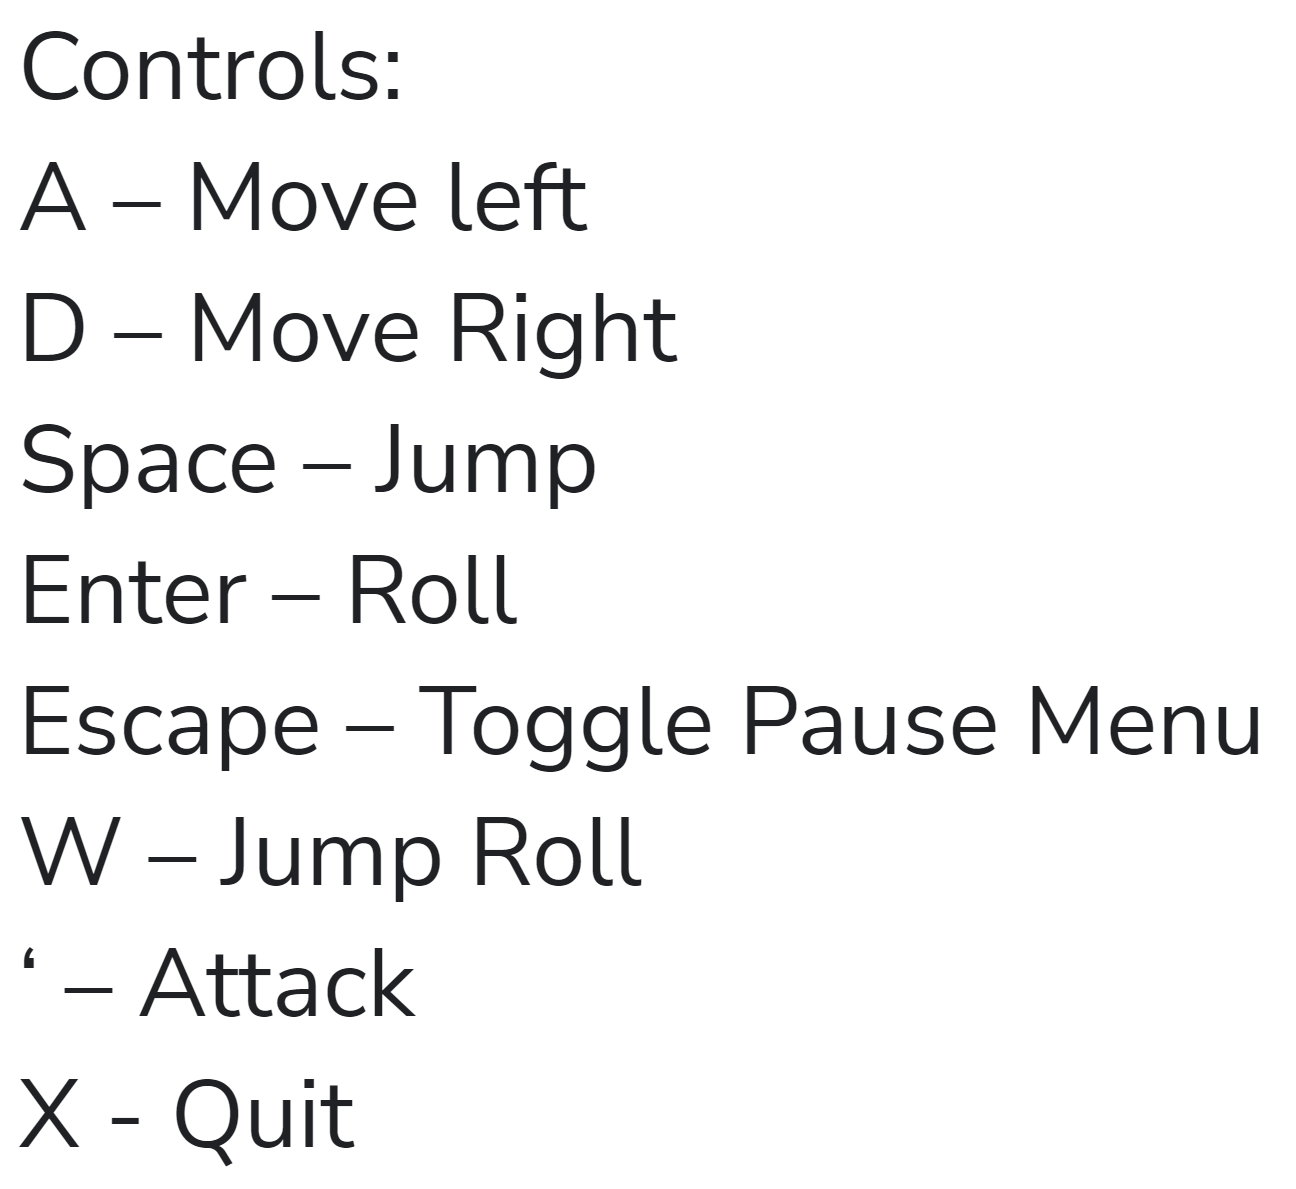 Controls:
A – Move left
D – Move Right
Space – Jump
Enter – Roll
Escape – Toggle Pause Menu
W – Jump Roll
‘ – Attack
X - Quit